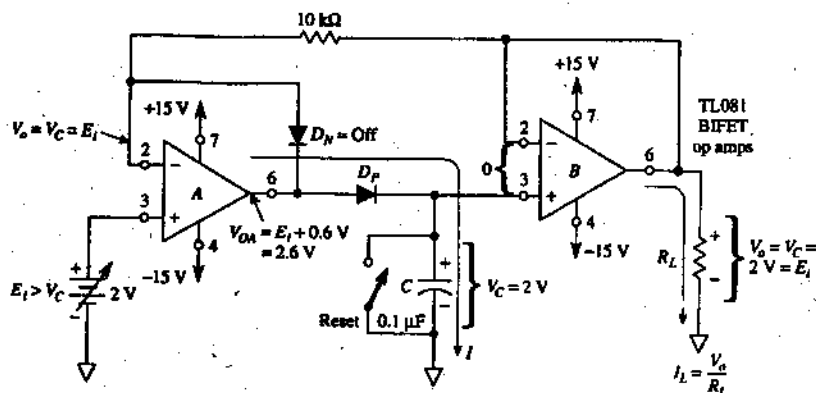 10 kΩ
+15 V
7
V_o = V_C = E_i
2
−
A
6
3
+
4
−15 V
D_N = Off
D_P
V_OA = E_i + 0.6 V
= 2.6 V
E_i > V_C
+
2 V
−
Reset
C
0.1 μF
+
−
V_C = 2 V
I
+15 V
7
0
2
−
B
6
3
+
4
−15 V
TL081
BIFET
op amps
R_L
+
−
V_o = V_C =
2 V = E_i
I_L = V_o / R_L